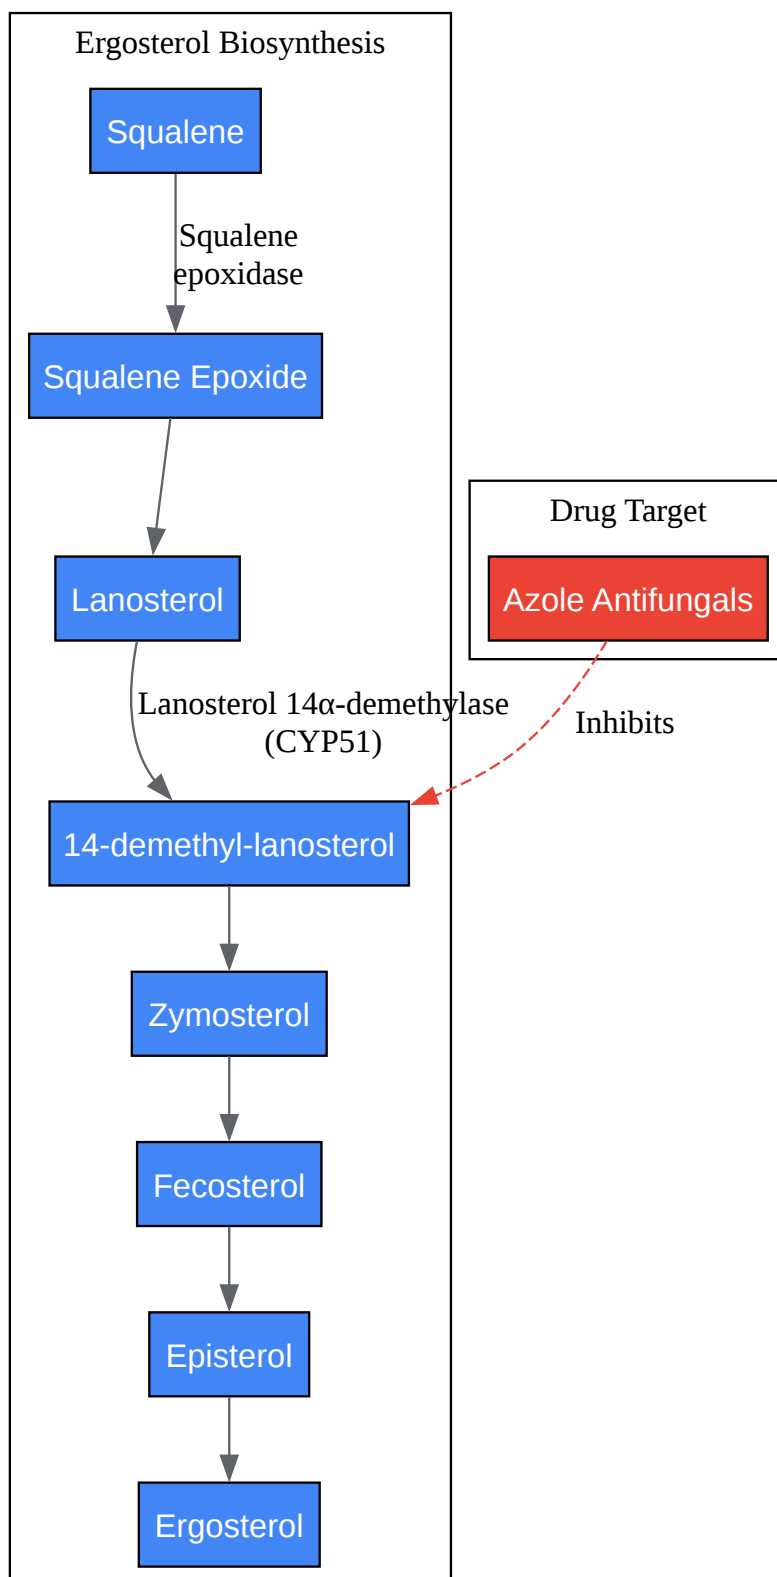 Ergosterol Biosynthesis
Squalene
Squalene
epoxidase
Squalene Epoxide
Drug Target
Lanosterol
Azole Antifungals
Lanosterol 14α-demethylase
(CYP51)
Inhibits
14-demethyl-lanosterol
Zymosterol
Fecosterol
Episterol
Ergosterol